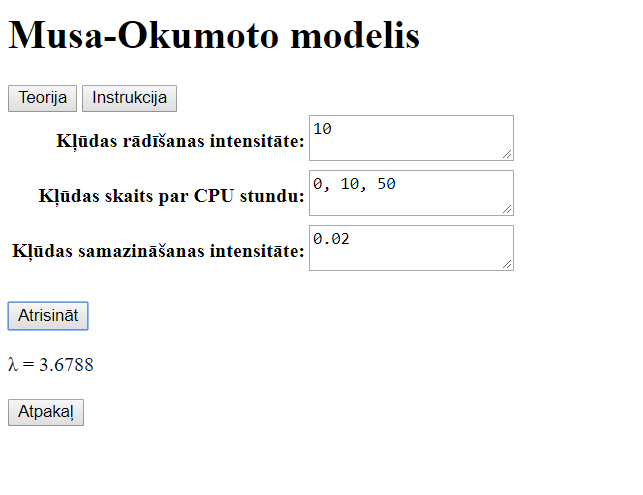 Musa-Okumoto modelis
Teorija Instrukcija
Kļūdas rādīšanas intensitāte: 10
Kļūdas skaits par CPU stundu: 0, 10, 50
Kļūdas samazināšanas intensitāte: 0.02
Atrisināt
λ = 3.6788
Atpakaļ